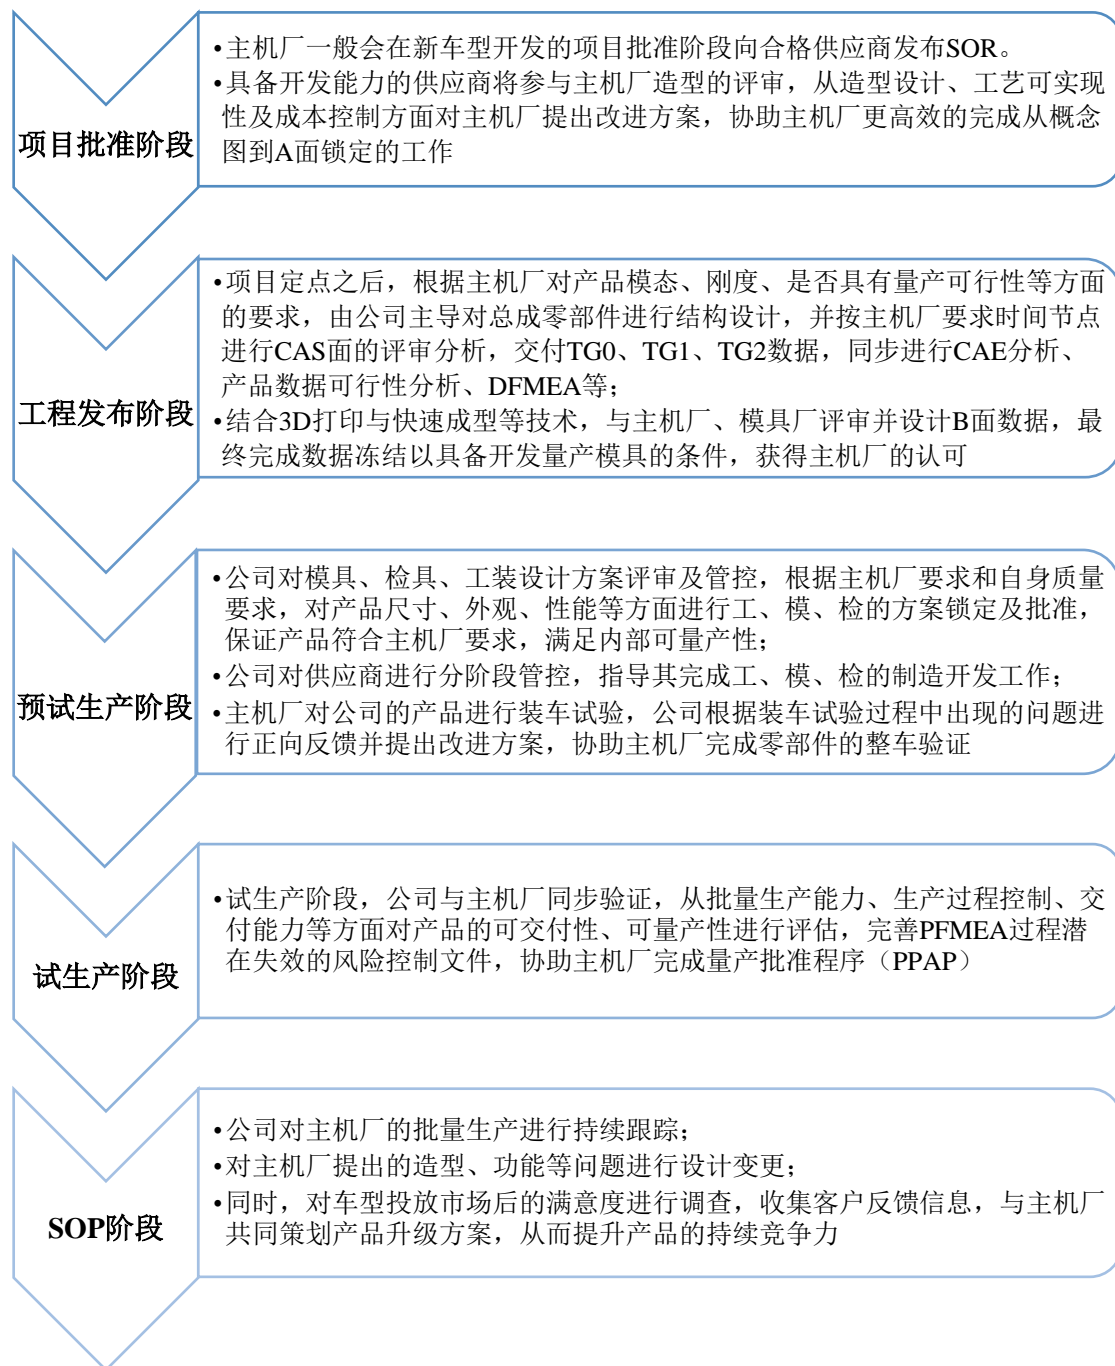 项目批准阶段
•主机厂一般会在新车型开发的项目批准阶段向合格供应商发布SOR。
•具备开发能力的供应商将参与主机厂造型的评审，从造型设计、工艺可实现
性及成本控制方面对主机厂提出改进方案，协助主机厂更高效的完成从概念
图到A面锁定的工作
工程发布阶段
•项目定点之后，根据主机厂对产品模态、刚度、是否具有量产可行性等方面
的要求，由公司主导对总成零部件进行结构设计，并按主机厂要求时间节点
进行CAS面的评审分析，交付TG0、TG1、TG2数据，同步进行CAE分析、
产品数据可行性分析、DFMEA等；
•结合3D打印与快速成型等技术，与主机厂、模具厂评审并设计B面数据，最
终完成数据冻结以具备开发量产模具的条件，获得主机厂的认可
预试生产阶段
•公司对模具、检具、工装设计方案评审及管控，根据主机厂要求和自身质量
要求，对产品尺寸、外观、性能等方面进行工、模、检的方案锁定及批准，
保证产品符合主机厂要求，满足内部可量产性；
•公司对供应商进行分阶段管控，指导其完成工、模、检的制造开发工作；
•主机厂对公司的产品进行装车试验，公司根据装车试验过程中出现的问题进
行正向反馈并提出改进方案，协助主机厂完成零部件的整车验证
试生产阶段
•试生产阶段，公司与主机厂同步验证，从批量生产能力、生产过程控制、交
付能力等方面对产品的可交付性、可量产性进行评估，完善PFMEA过程潜
在失效的风险控制文件，协助主机厂完成量产批准程序（PPAP）
SOP阶段
•公司对主机厂的批量生产进行持续跟踪；
•对主机厂提出的造型、功能等问题进行设计变更；
•同时，对车型投放市场后的满意度进行调查，收集客户反馈信息，与主机厂
共同策划产品升级方案，从而提升产品的持续竞争力